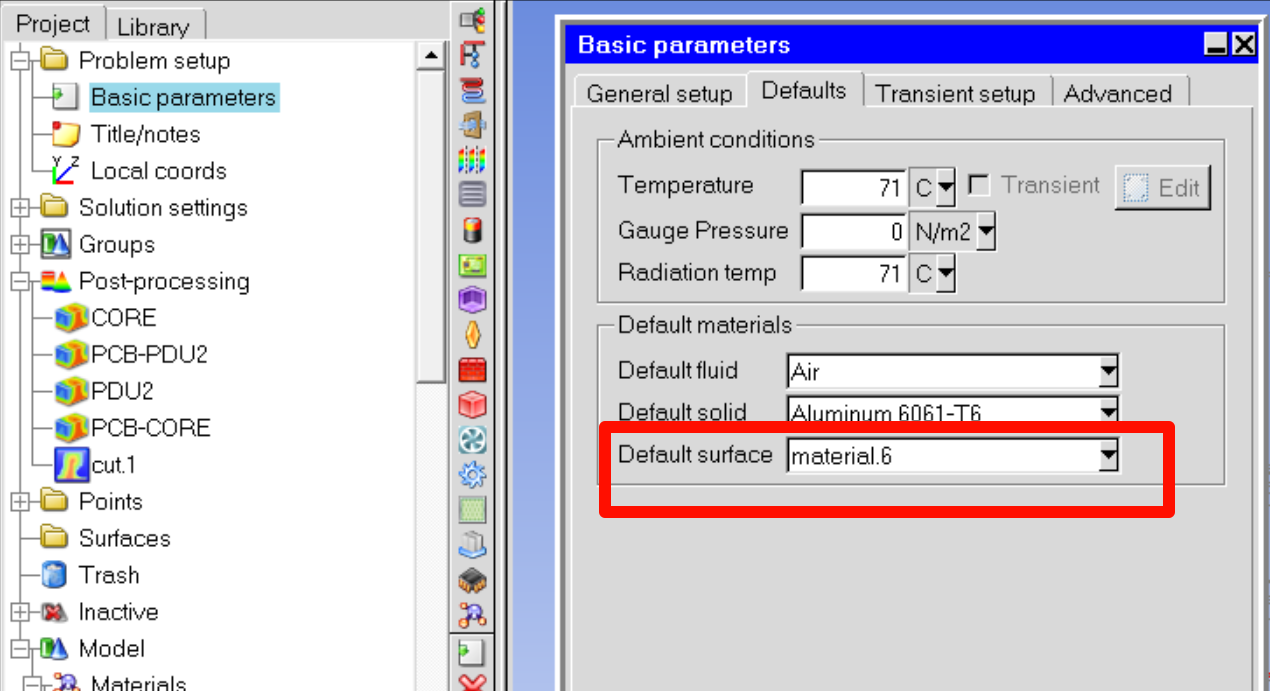 Project Library
Problem setup
Basic parameters
Title/notes
Y Z
Local coords
Solution settings
Groups
Post-processing
CORE
PCB-PDU2
PDU2
PCB-CORE
cut.1
Points
Surfaces
Trash
Inactive
Model
Materials
Basic parameters
General setup Defaults Transient setup Advanced
Ambient conditions
Temperature 71 C Transient Edit
Gauge Pressure 0 N/m2
Radiation temp 71 C
Default materials
Default fluid Air
Default solid Aluminum 6061-T6
Default surface material.6